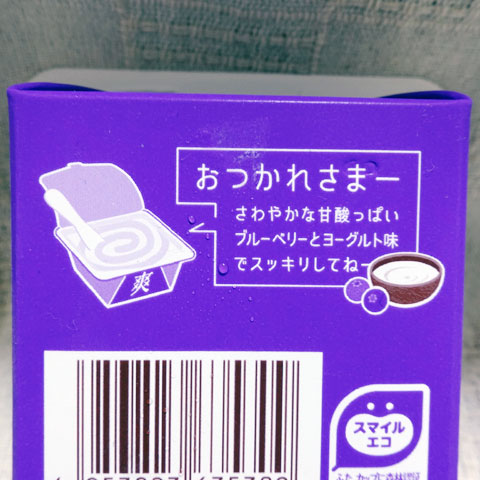 おつかれさまー
さわやかな甘酸っぱい
ブルーベリーとヨーグルト味
でスッキリしてねー
爽
スマイル
エコ